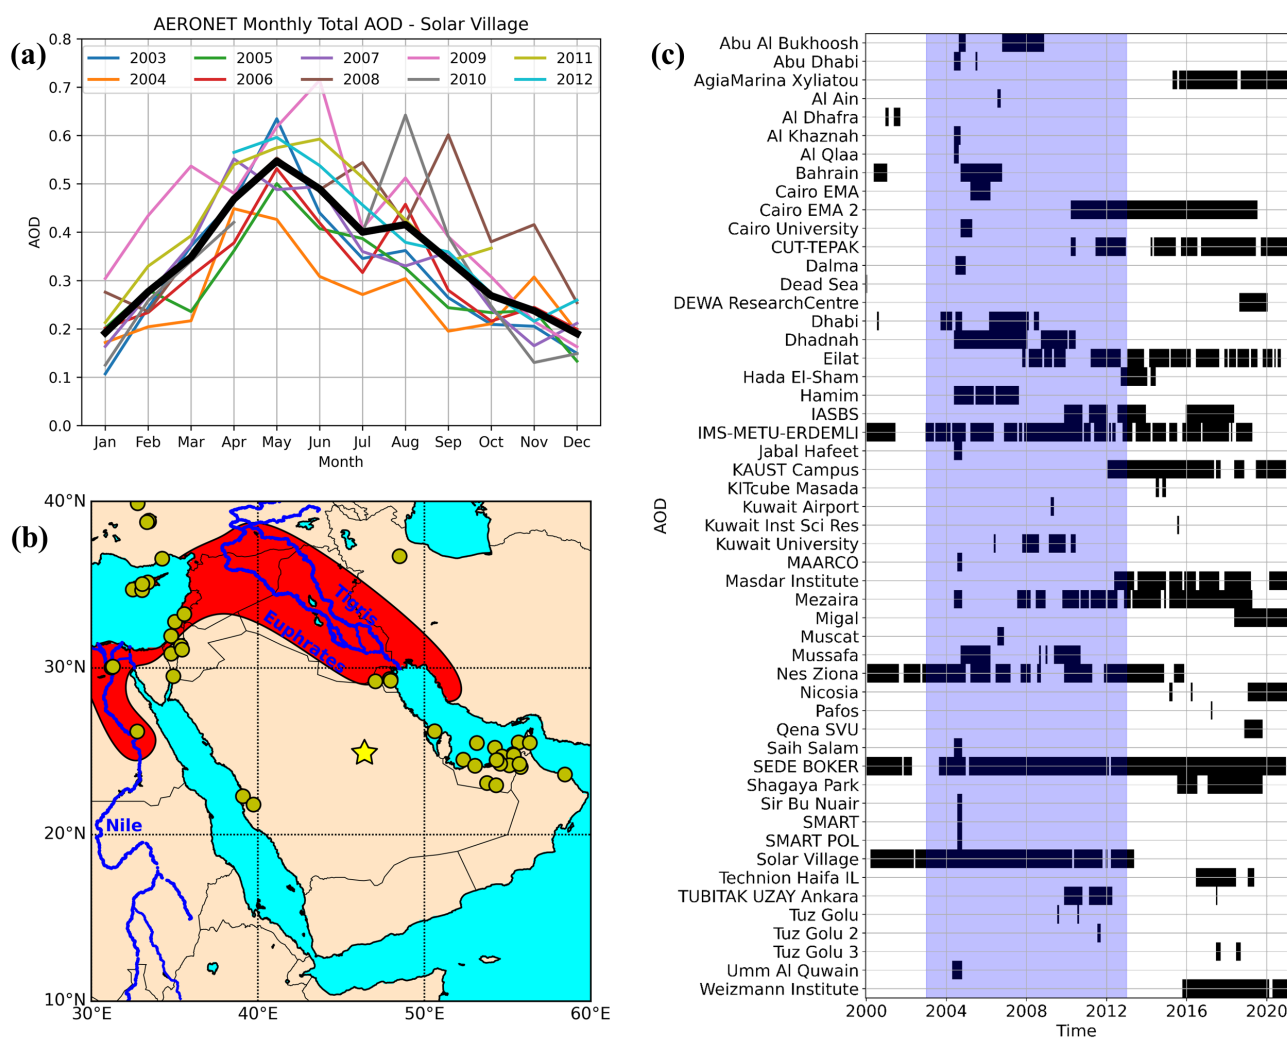 AERONET Monthly Total AOD - Solar Village
(a)
0.8
0.7
0.6
0.5
0.4
0.3
0.2
0.1
0.0
AOD
2003 2005 2007 2009 2011
2004 2006 2008 2010 2012
Jan Feb Mar Apr May Jun Jul Aug Sep Oct Nov Dec
Month
(b)
40°N
30°N
20°N
10°N
30°E 40°E 50°E 60°E
Tigris
Euphrates
Nile
(c)
AOD
Abu Al Bukhoosh
Abu Dhabi
AgiaMarina Xyliatou
Al Ain
Al Dhafra
Al Khaznah
Al Qlaa
Bahrain
Cairo EMA
Cairo EMA 2
Cairo University
CUT-TEPAK
Dalma
Dead Sea
DEWA ResearchCentre
Dhabi
Dhadnah
Eilat
Hada El-Sham
Hamim
IASBS
IMS-METU-ERDEMLI
Jabal Hafeet
KAUST Campus
KITcube Masada
Kuwait Airport
Kuwait Inst Sci Res
Kuwait University
MAARCO
Masdar Institute
Mezaira
Migal
Muscat
Mussafa
Nes Ziona
Nicosia
Pafos
Qena SVU
Saih Salam
SEDE BOKER
Shagaya Park
Sir Bu Nuair
SMART
SMART POL
Solar Village
Technion Haifa IL
TUBITAK UZAY Ankara
Tuz Golu
Tuz Golu 2
Tuz Golu 3
Umm Al Quwain
Weizmann Institute
2000 2004 2008 2012 2016 2020
Time